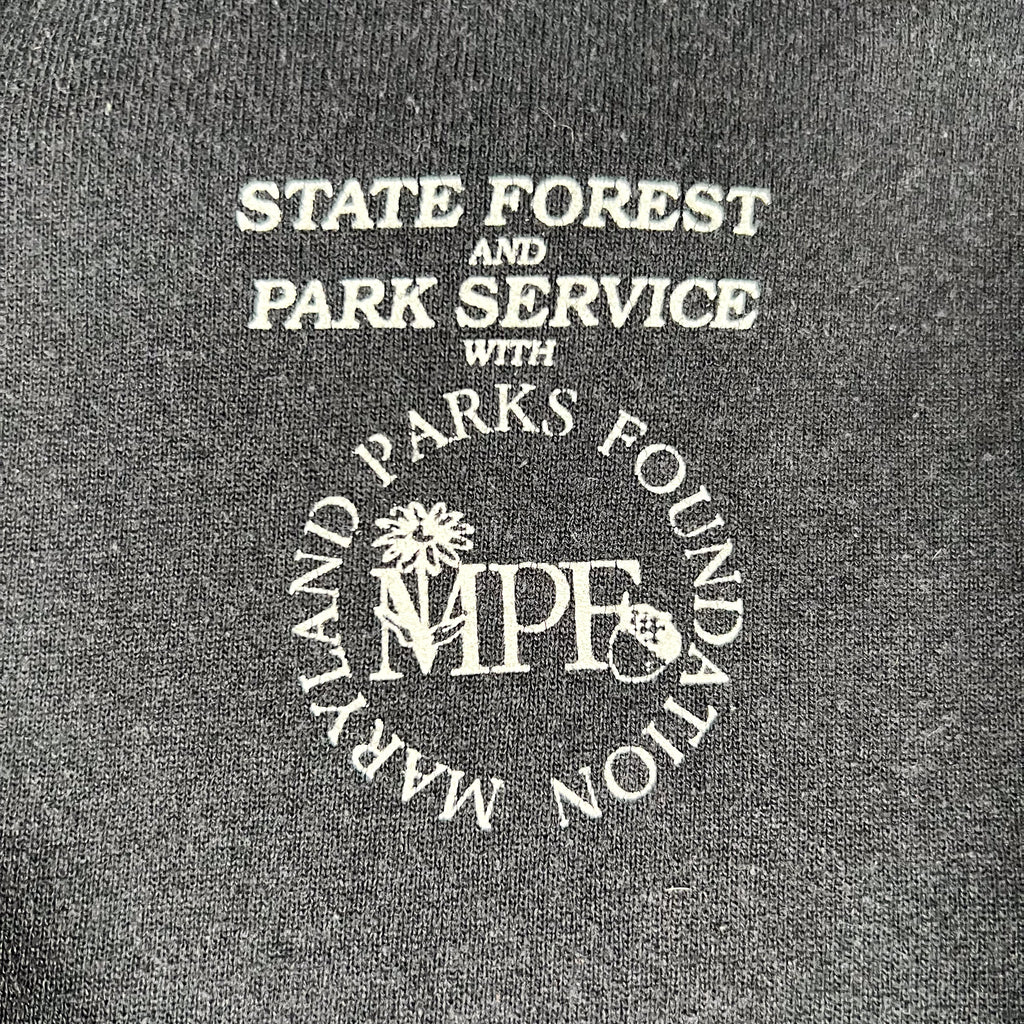 STATE FOREST
AND
PARK SERVICE
WITH
MARYLAND PARKS FOUNDATION
MPF